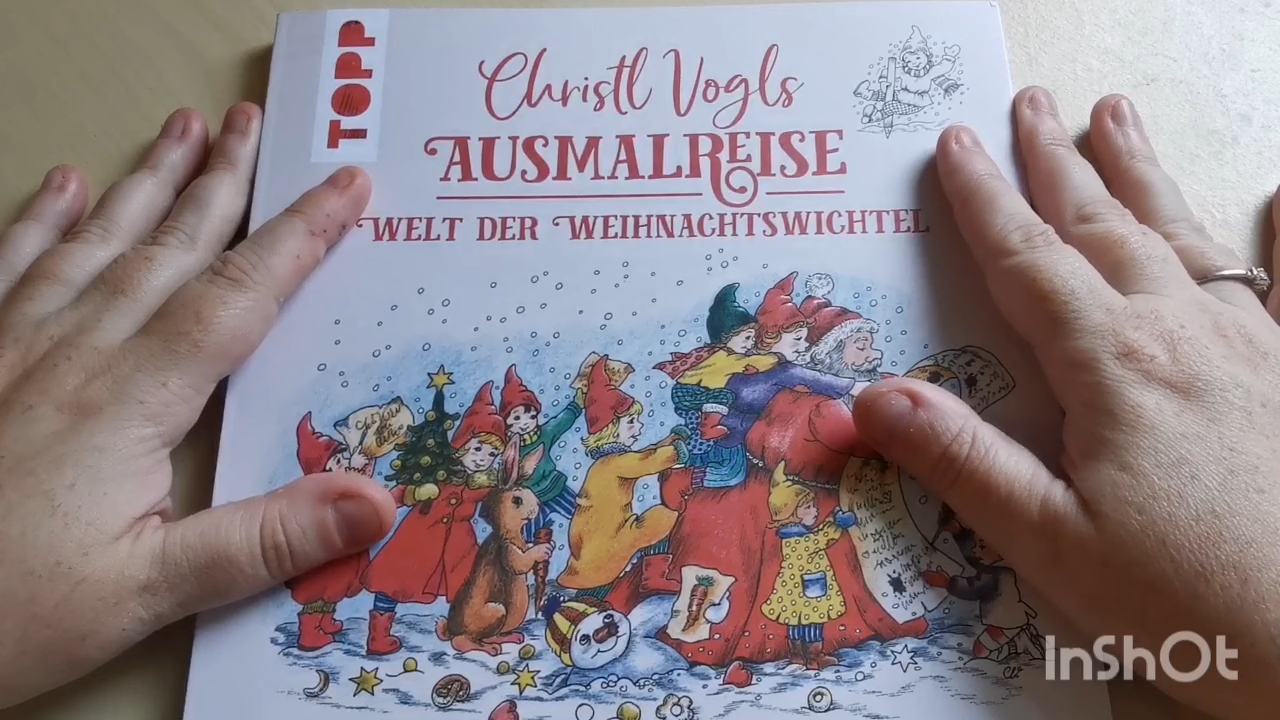 TOPP
Christl Vogls
AUSMALREISE
WELT DER WEIHNACHTSWICHTEL
InShOt